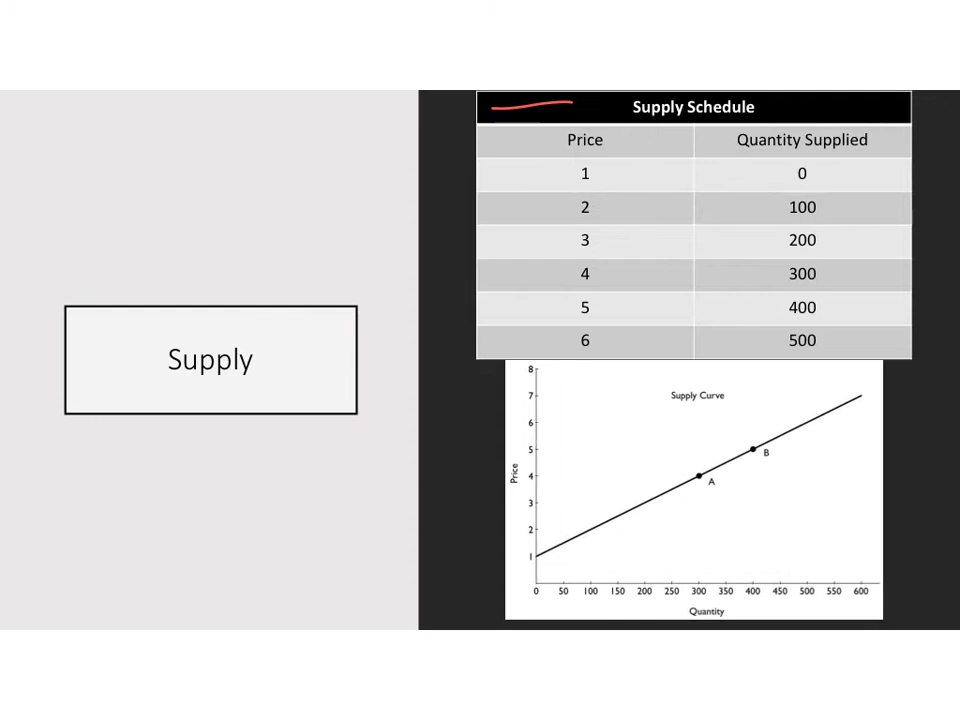 Supply
Supply Schedule
Price Quantity Supplied
1 0
2 100
3 200
4 300
5 400
6 500
Supply Curve
8
7
6
5
4
3
2
1
Price
B
A
0 50 100 150 200 250 300 350 400 450 500 550 600
Quantity